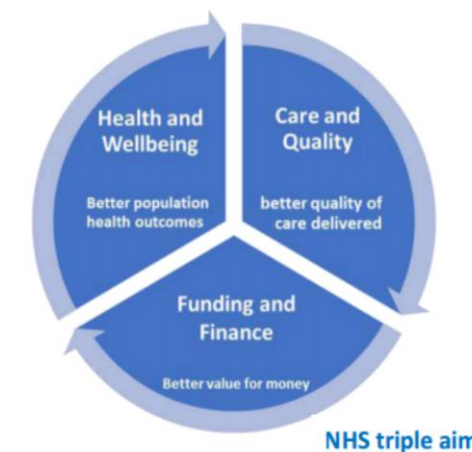 Health and
Wellbeing
Better population
health outcomes
Care and
Quality
better quality of
care delivered
Funding and
Finance
Better value for money
NHS triple aim